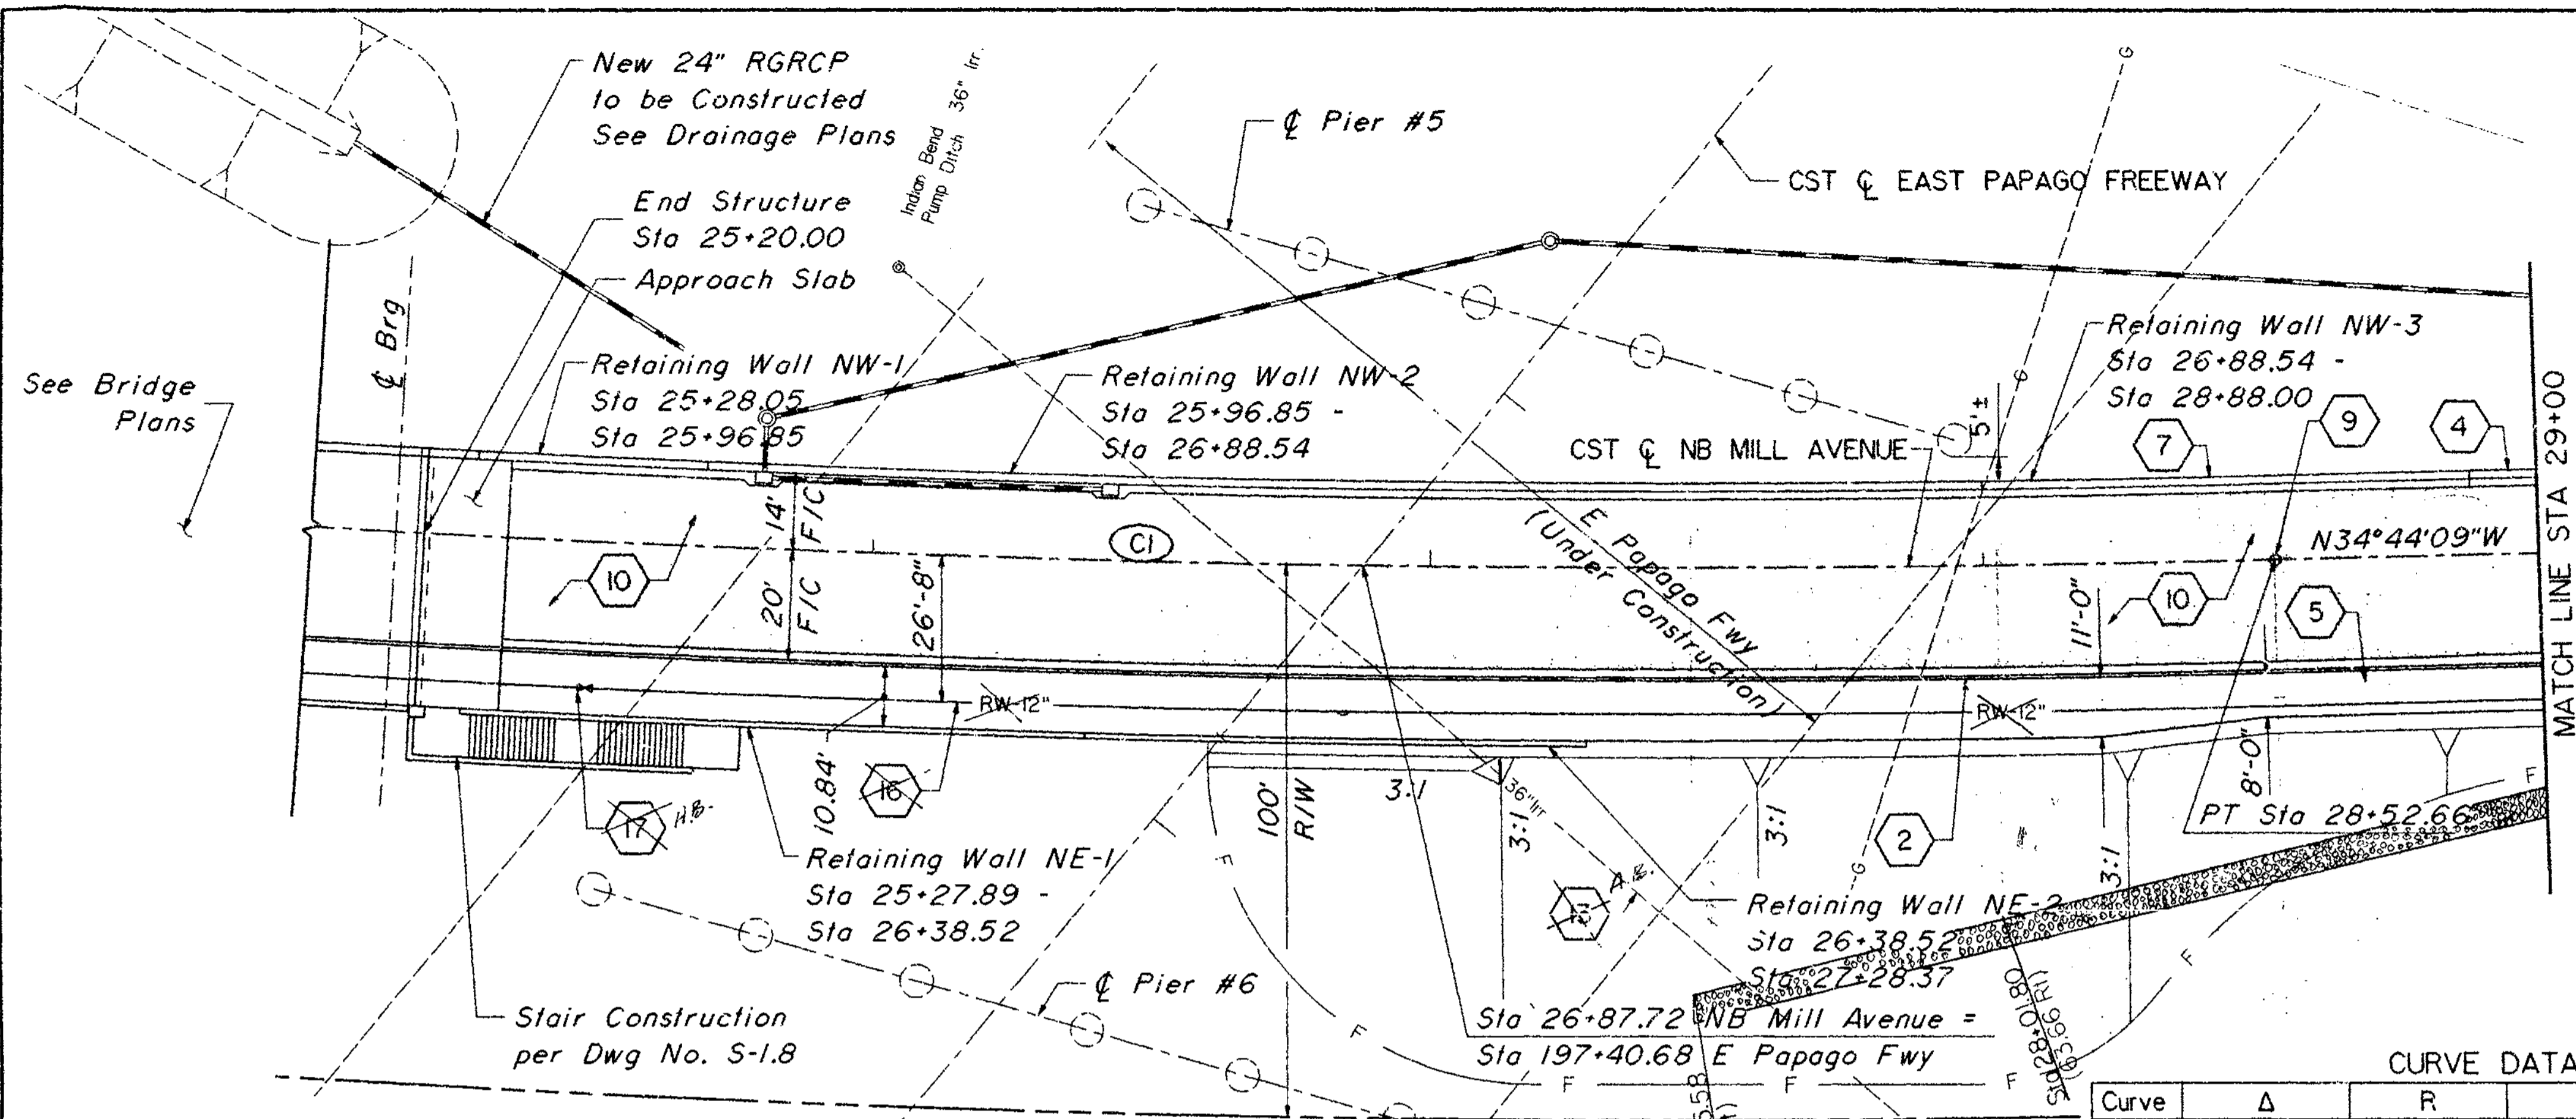 New 24" RGRCP
to be Constructed
See Drainage Plans
Indian Bend
Pump Ditch
36" Irr.
℄ Pier #5
CST ℄ EAST PAPAGO FREEWAY
G
End Structure
Sta 25+20.00
Approach Slab
℄ Brg
See Bridge
Plans
Retaining Wall NW-1
Sta 25+28.05
Sta 25+96.85
Retaining Wall NW-2
Sta 25+96.85 -
Sta 26+88.54
Retaining Wall NW-3
Sta 26+88.54 -
Sta 28+88.00
G
5'±
CST ℄ NB MILL AVENUE
7
9
4
MATCH LINE STA 29+00
14'
F/C
20'
F/C
C1
10
26'-8"
E Papago Fwy
(Under Construction)
N34°44'09"W
11'-0"
10
5
RW-12"
RW-12"
10.84'
16
17
H.B.
100'
R/W
3:1
36" Irr
3:1
3:1
3:1
2
G
8'-0"
F
PT Sta 28+52.66
Retaining Wall NE-1
Sta 25+27.89 -
Sta 26+38.52
F
A.B.
Retaining Wall NE-2
Sta 26+38.52
Sta 27+28.37
Stair Construction
per Dwg No. S-1.8
℄ Pier #6
Sta 26+87.72 NB Mill Avenue =
Sta 197+40.68 E Papago Fwy
Sta 28+01.80
(63.56 Rt)
F
F
F
F
F
5.58
CURVE DATA
Curve
Δ
R